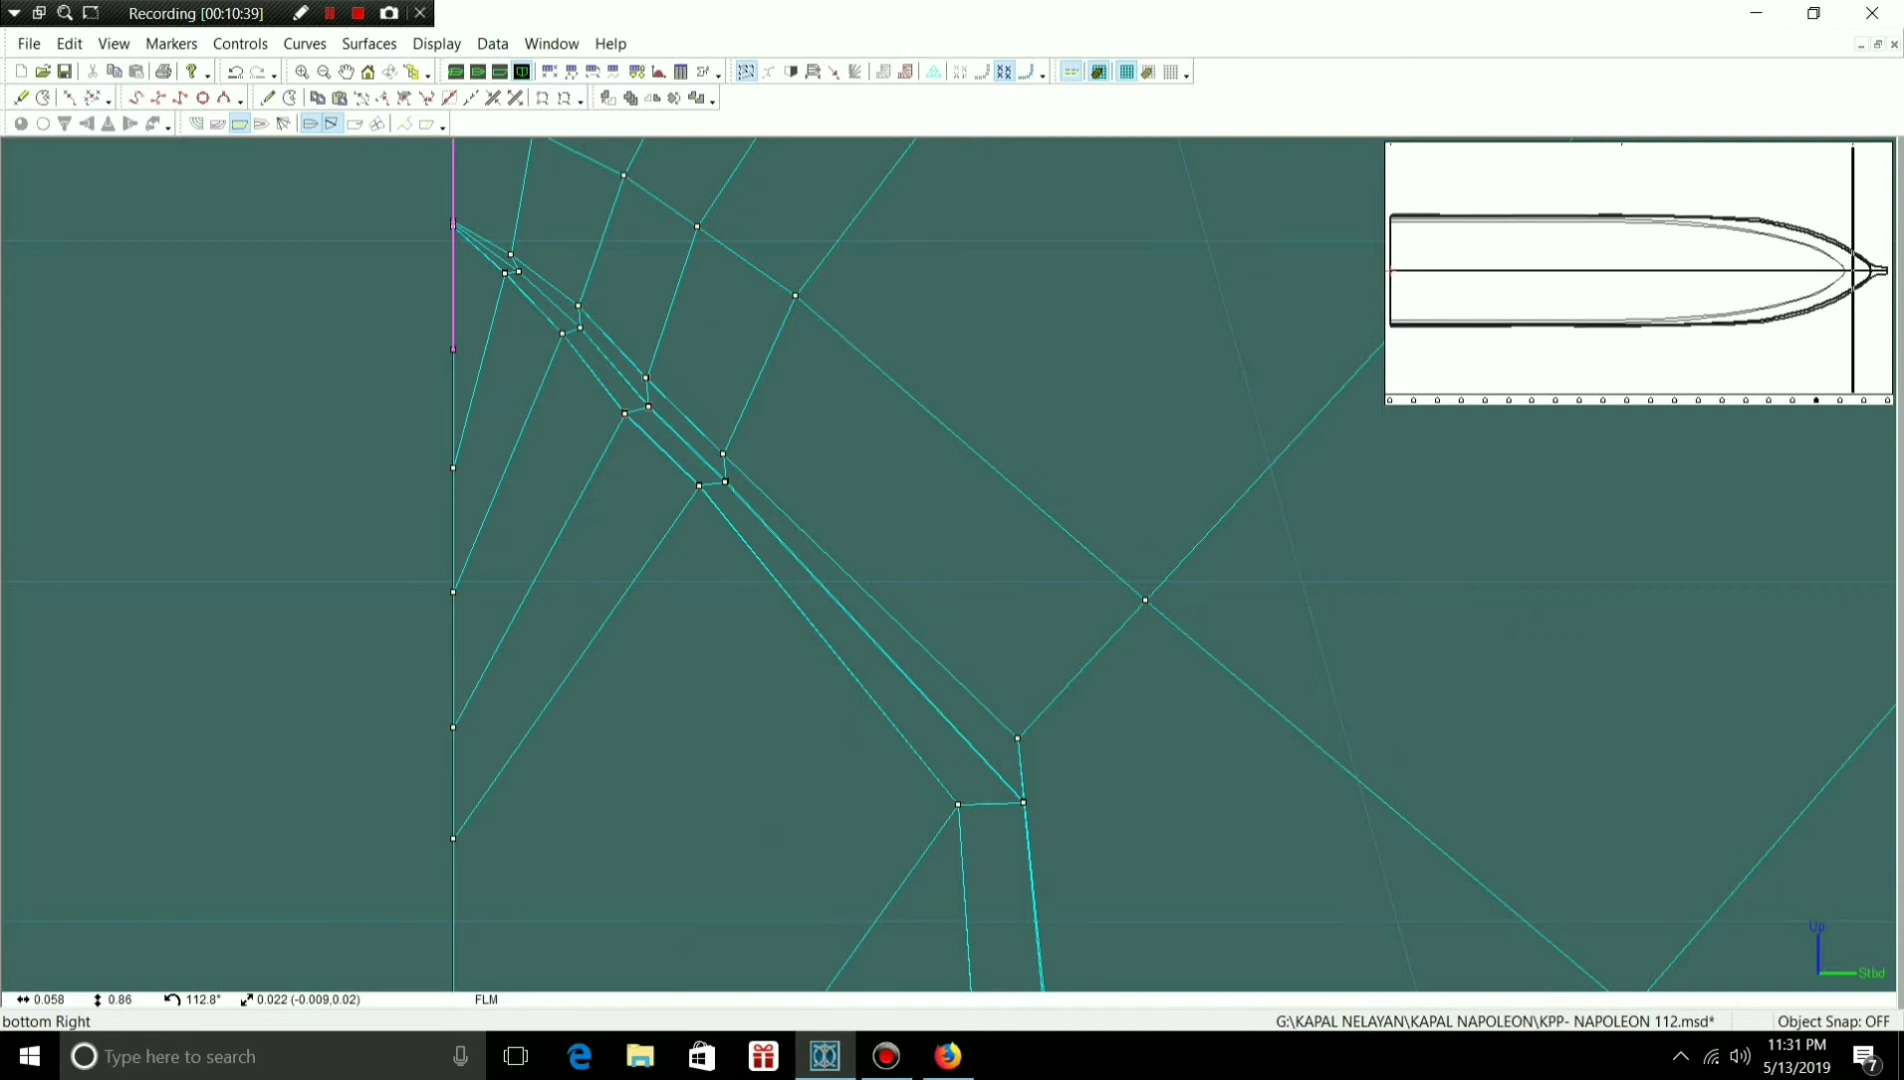 Recording [00:10:39]
File Edit View Markers Controls Curves Surfaces Display Data Window Help
Up
Stbd
0.058 0.86 112.8° 0.022 (-0.009,0.02) FLM
bottom Right G:\KAPAL NELAYAN\KAPAL NAPOLEON\KPP- NAPOLEON 112.msd* Object Snap: OFF
Type here to search
11:31 PM
5/13/2019
7